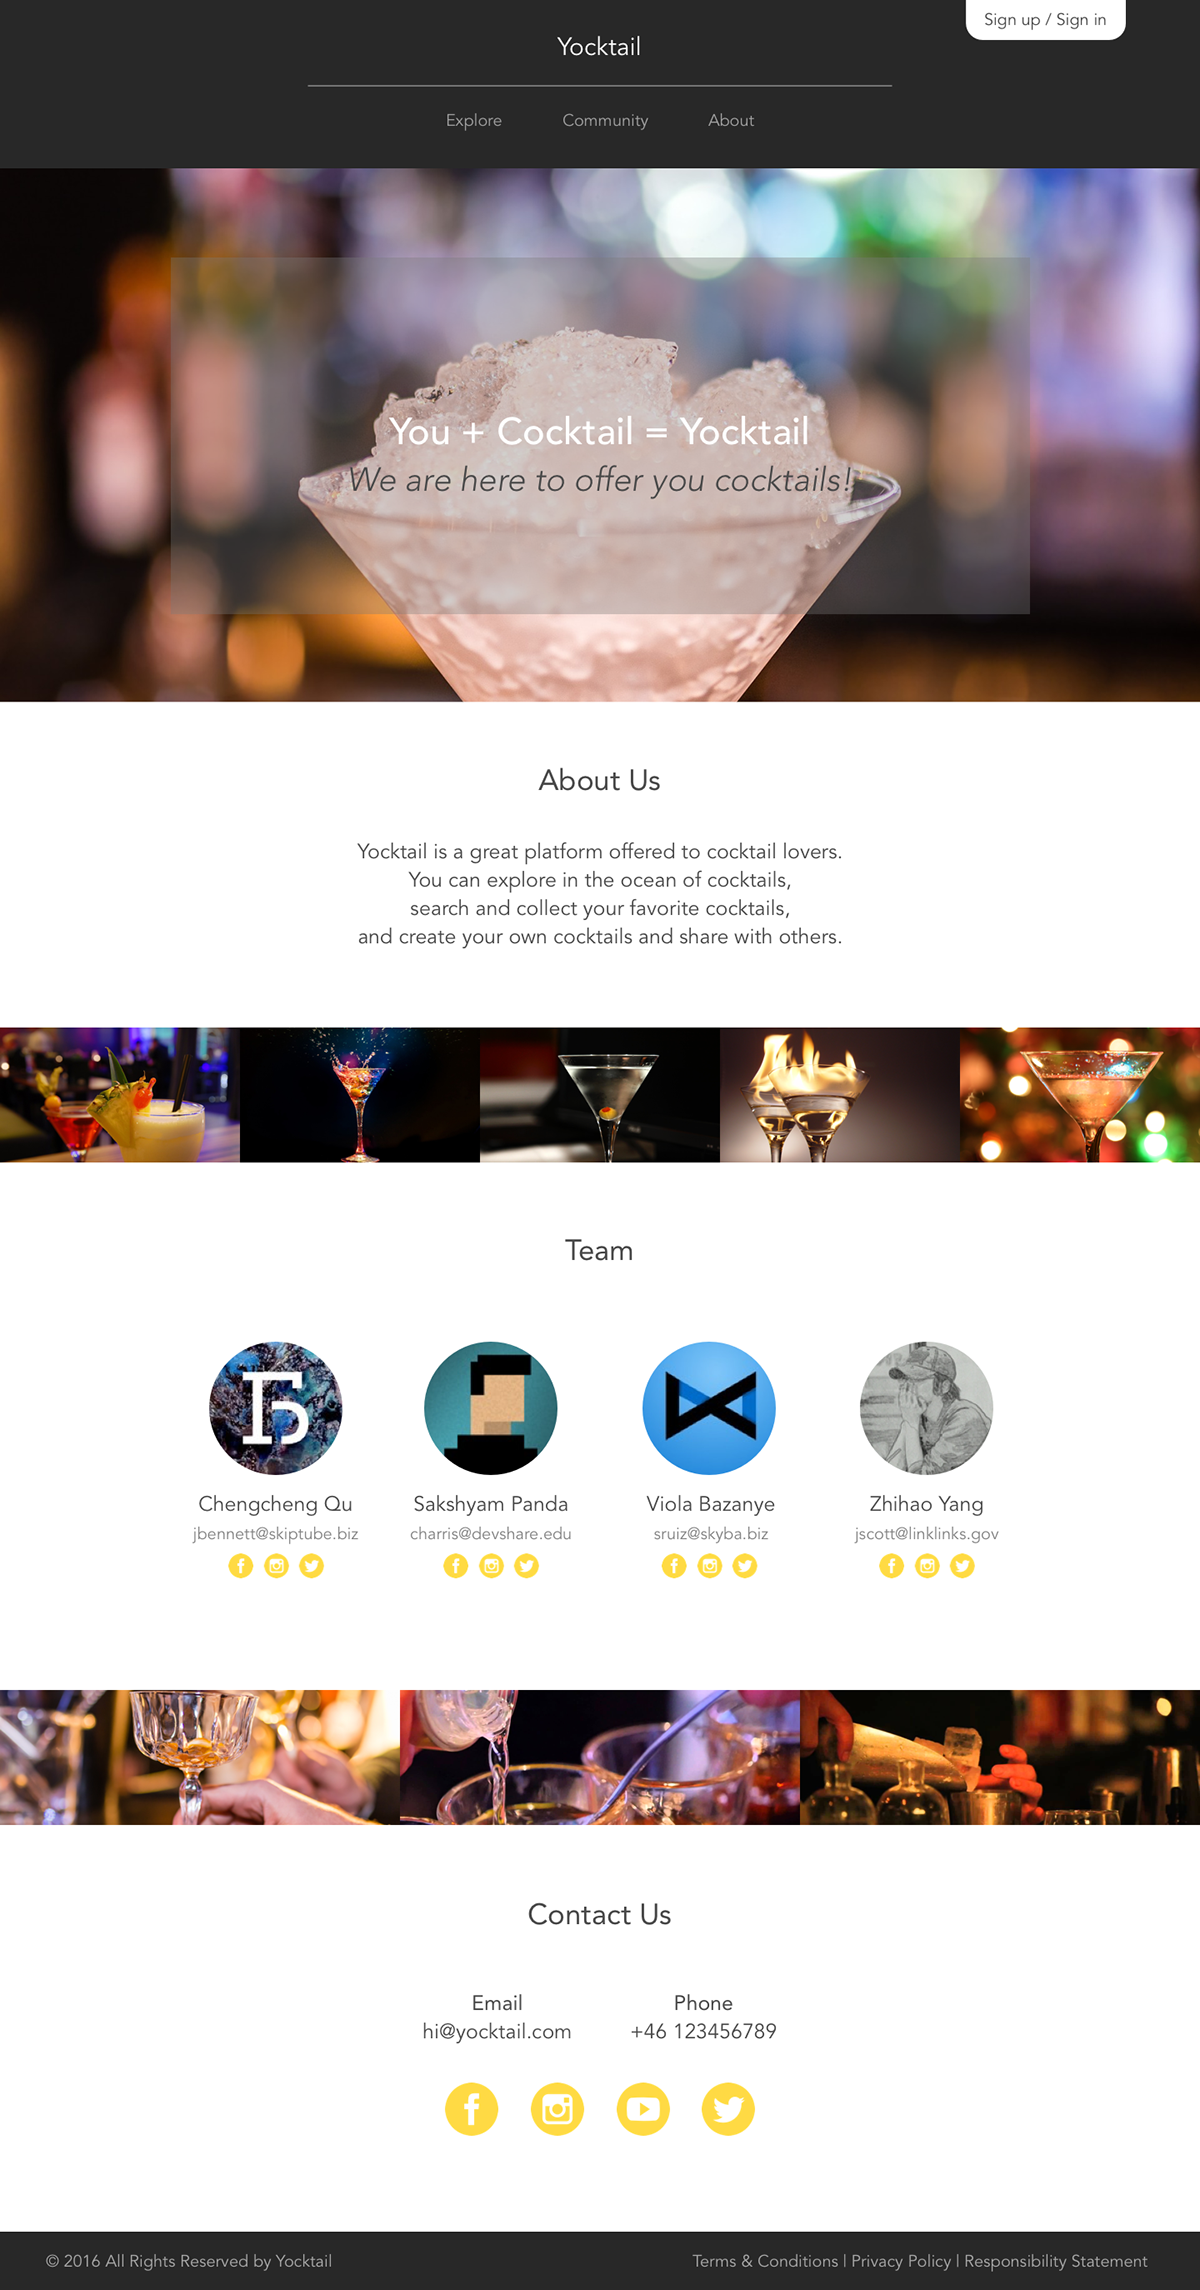 Sign up / Sign in
Yocktail
Explore
Community
About
You + Cocktail = Yocktail
We are here to offer you cocktails!
About Us
Yocktail is a great platform offered to cocktail lovers.
You can explore in the ocean of cocktails,
search and collect your favorite cocktails,
and create your own cocktails and share with others.
Team
Chengcheng Qu
jbennett@skiptube.biz
Sakshyam Panda
charris@devshare.edu
Viola Bazanye
sruiz@skyba.biz
Zhihao Yang
jscott@linklinks.gov
Contact Us
Email
hi@yocktail.com
Phone
+46 123456789
© 2016 All Rights Reserved by Yocktail
Terms & Conditions | Privacy Policy | Responsibility Statement